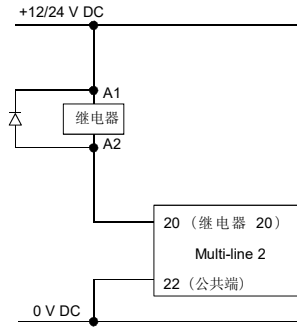 +12/24 V DC
A1
继电器
A2
20 （继电器 20）
Multi-line 2
22 （公共端）
0 V DC